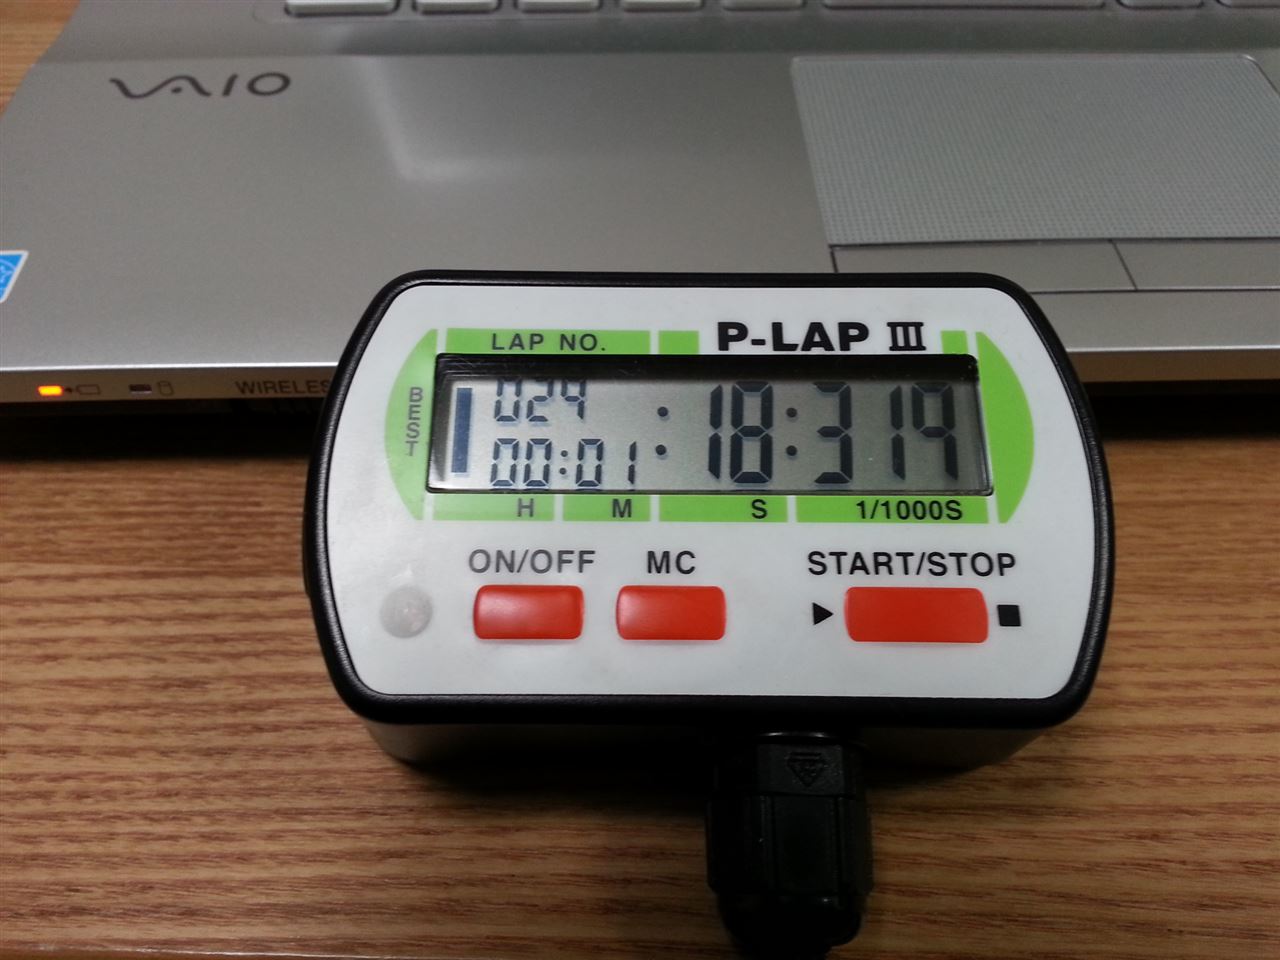 VAIO
WIRELES
LAP NO.
P-LAP III
BEST
024
00:01:18:319
H M S 1/1000S
ON/OFF MC START/STOP